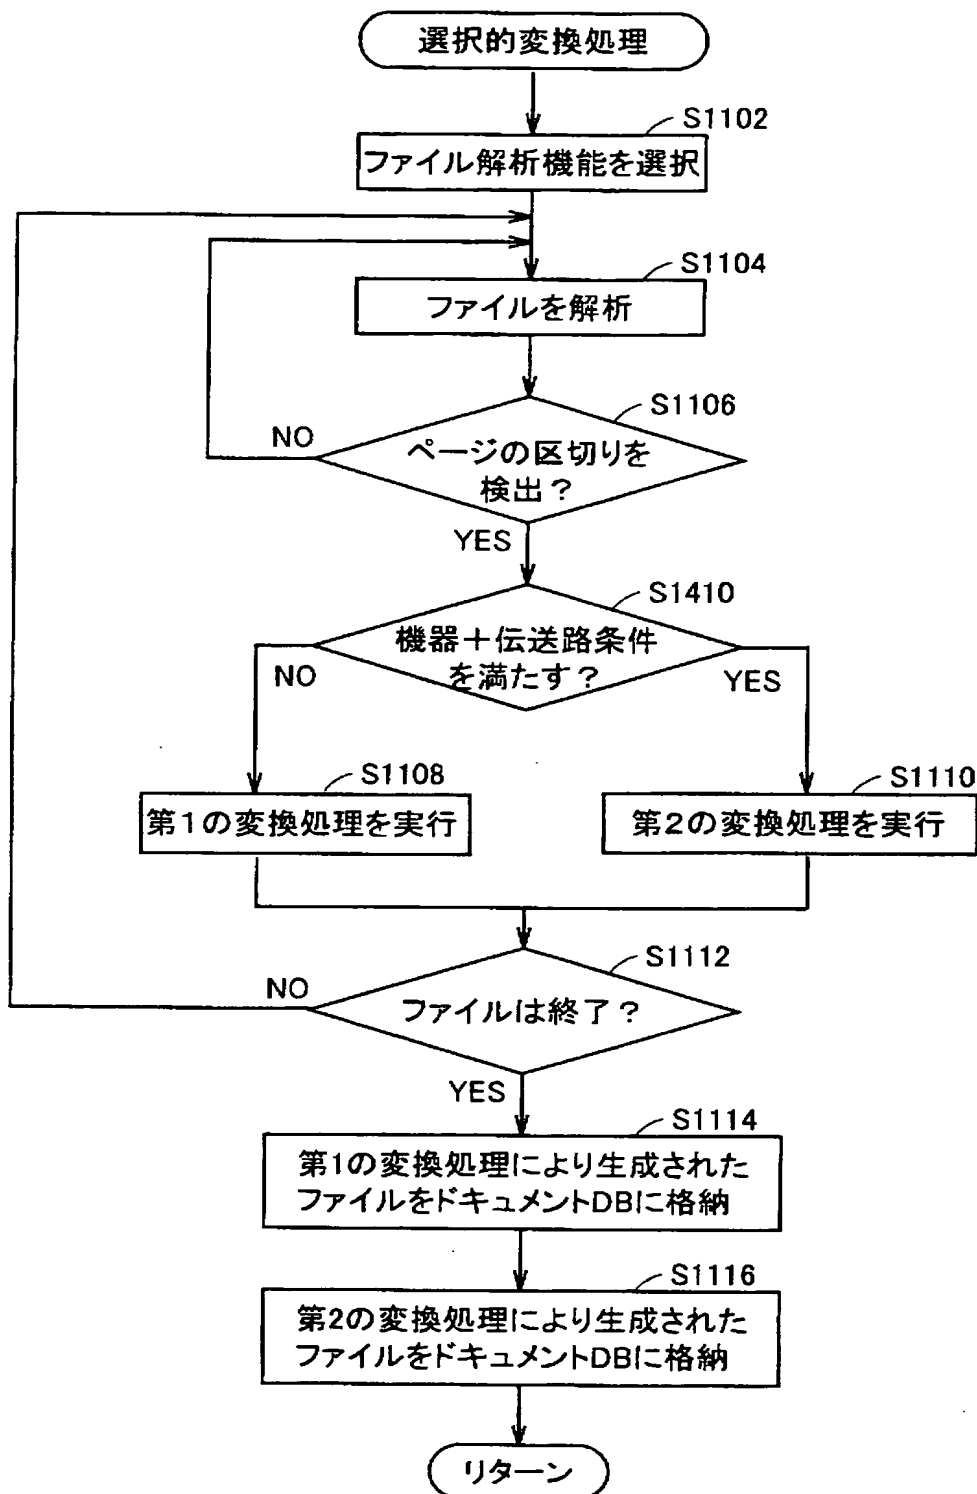 選択的変換処理
S1102
ファイル解析機能を選択
S1104
ファイルを解析
S1106
NO
ページの区切りを
検出？
YES
S1410
機器＋伝送路条件
を満たす？
NO
YES
S1108
第1の変換処理を実行
S1110
第2の変換処理を実行
S1112
NO
ファイルは終了？
YES
S1114
第1の変換処理により生成された
ファイルをドキュメントDBに格納
S1116
第2の変換処理により生成された
ファイルをドキュメントDBに格納
リターン